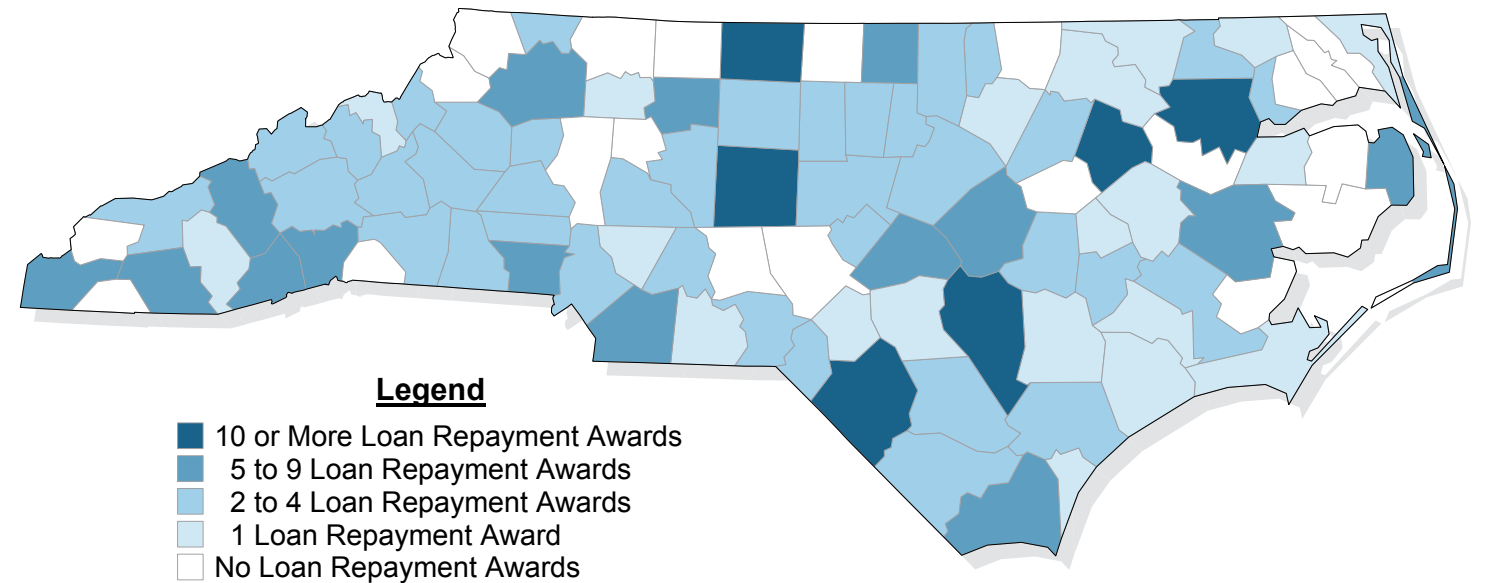 Legend
10 or More Loan Repayment Awards
5 to 9 Loan Repayment Awards
2 to 4 Loan Repayment Awards
1 Loan Repayment Award
No Loan Repayment Awards